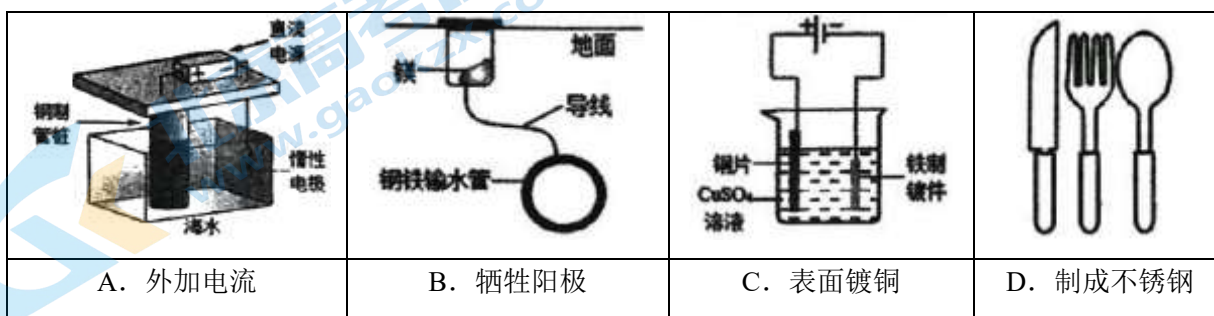 直流
电源
+ −
钢制
管桩
惰性
电极
海水
镁
地面
导线
钢铁输水管
+ −
铜片
CuSO₄
溶液
铁制
镀件
A．外加电流
B．牺牲阳极
C．表面镀铜
D．制成不锈钢